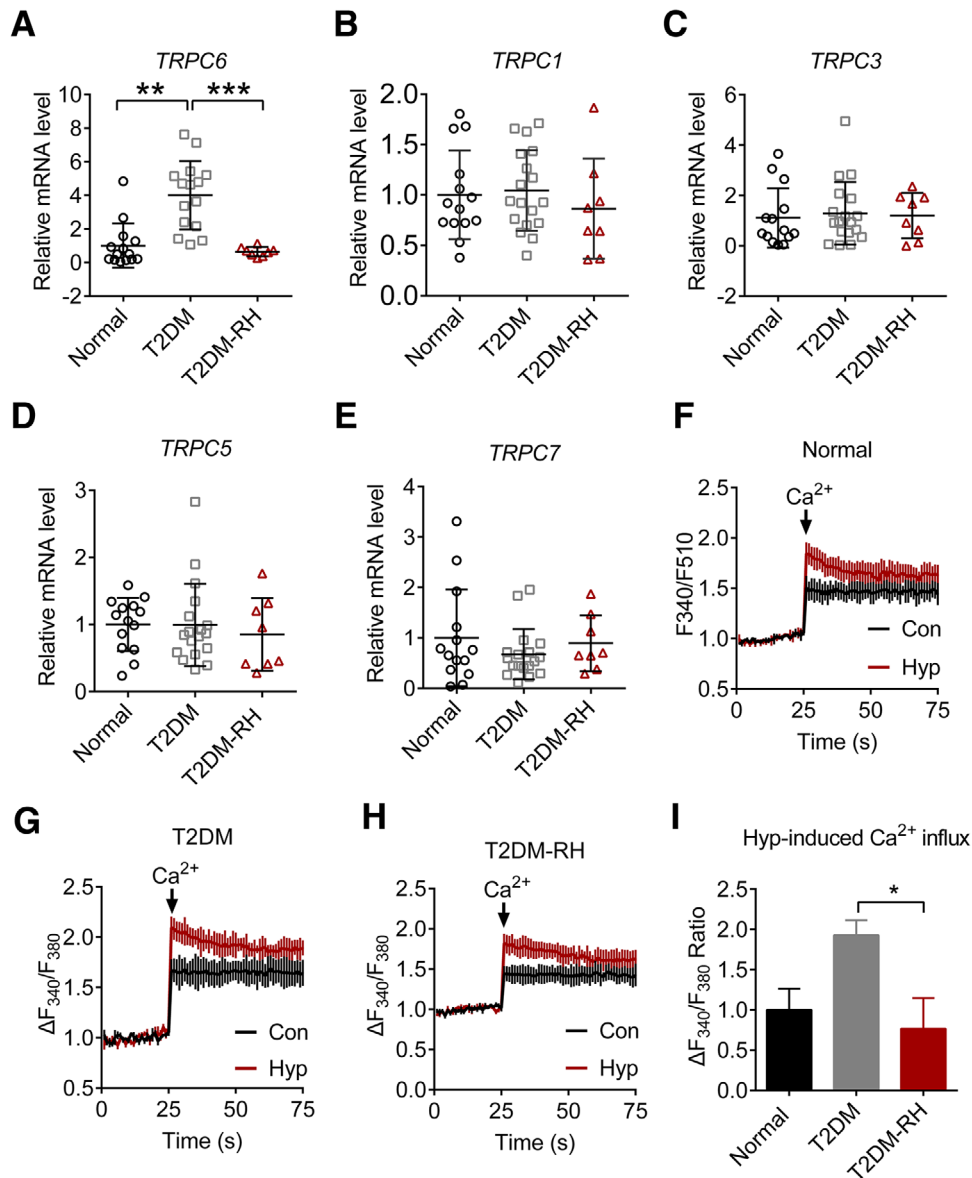 A
TRPC6
** ***
Relative mRNA level
10
8
6
4
2
0
-2
Normal
T2DM
T2DM-RH
B
TRPC1
Relative mRNA level
2.0
1.5
1.0
0.5
0.0
Normal
T2DM
T2DM-RH
C
TRPC3
Relative mRNA level
6
4
2
0
-2
Normal
T2DM
T2DM-RH
D
TRPC5
Relative mRNA level
3
2
1
0
Normal
T2DM
T2DM-RH
E
TRPC7
Relative mRNA level
4
3
2
1
0
Normal
T2DM
T2DM-RH
F
Normal
F340/F510
2.5
2.0
1.5
1.0
0.5
Ca²⁺
Con
Hyp
0 25 50 75
Time (s)
G
T2DM
ΔF₃₄₀/F₃₈₀
2.5
2.0
1.5
1.0
0.5
Ca²⁺
Con
Hyp
0 25 50 75
Time (s)
H
T2DM-RH
ΔF₃₄₀/F₃₈₀
2.5
2.0
1.5
1.0
0.5
0.0
Ca²⁺
Con
Hyp
0 25 50 75
Time (s)
I
Hyp-induced Ca²⁺ influx
ΔF₃₄₀/F₃₈₀ Ratio
2.5
2.0
1.5
1.0
0.5
0.0
*
Normal
T2DM
T2DM-RH